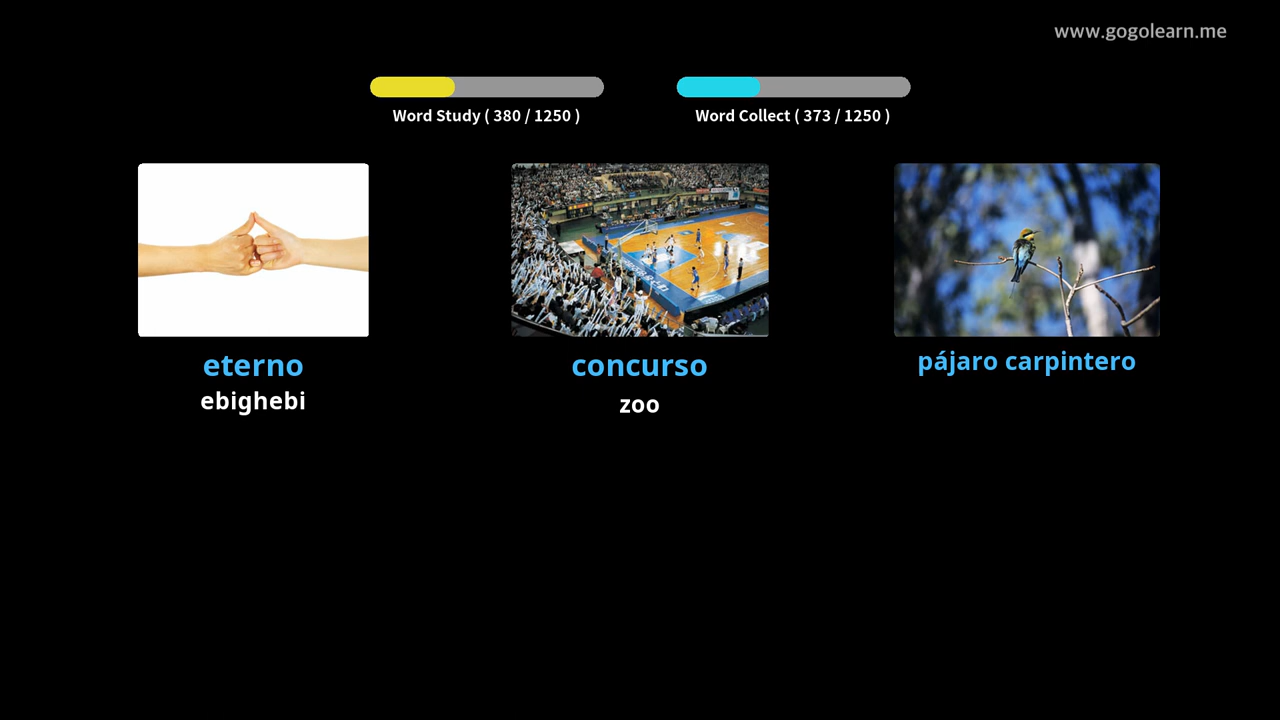 www.gogolearn.me
Word Study ( 380 / 1250 )
Word Collect ( 373 / 1250 )
eterno
ebighebi
concurso
zoo
pájaro carpintero